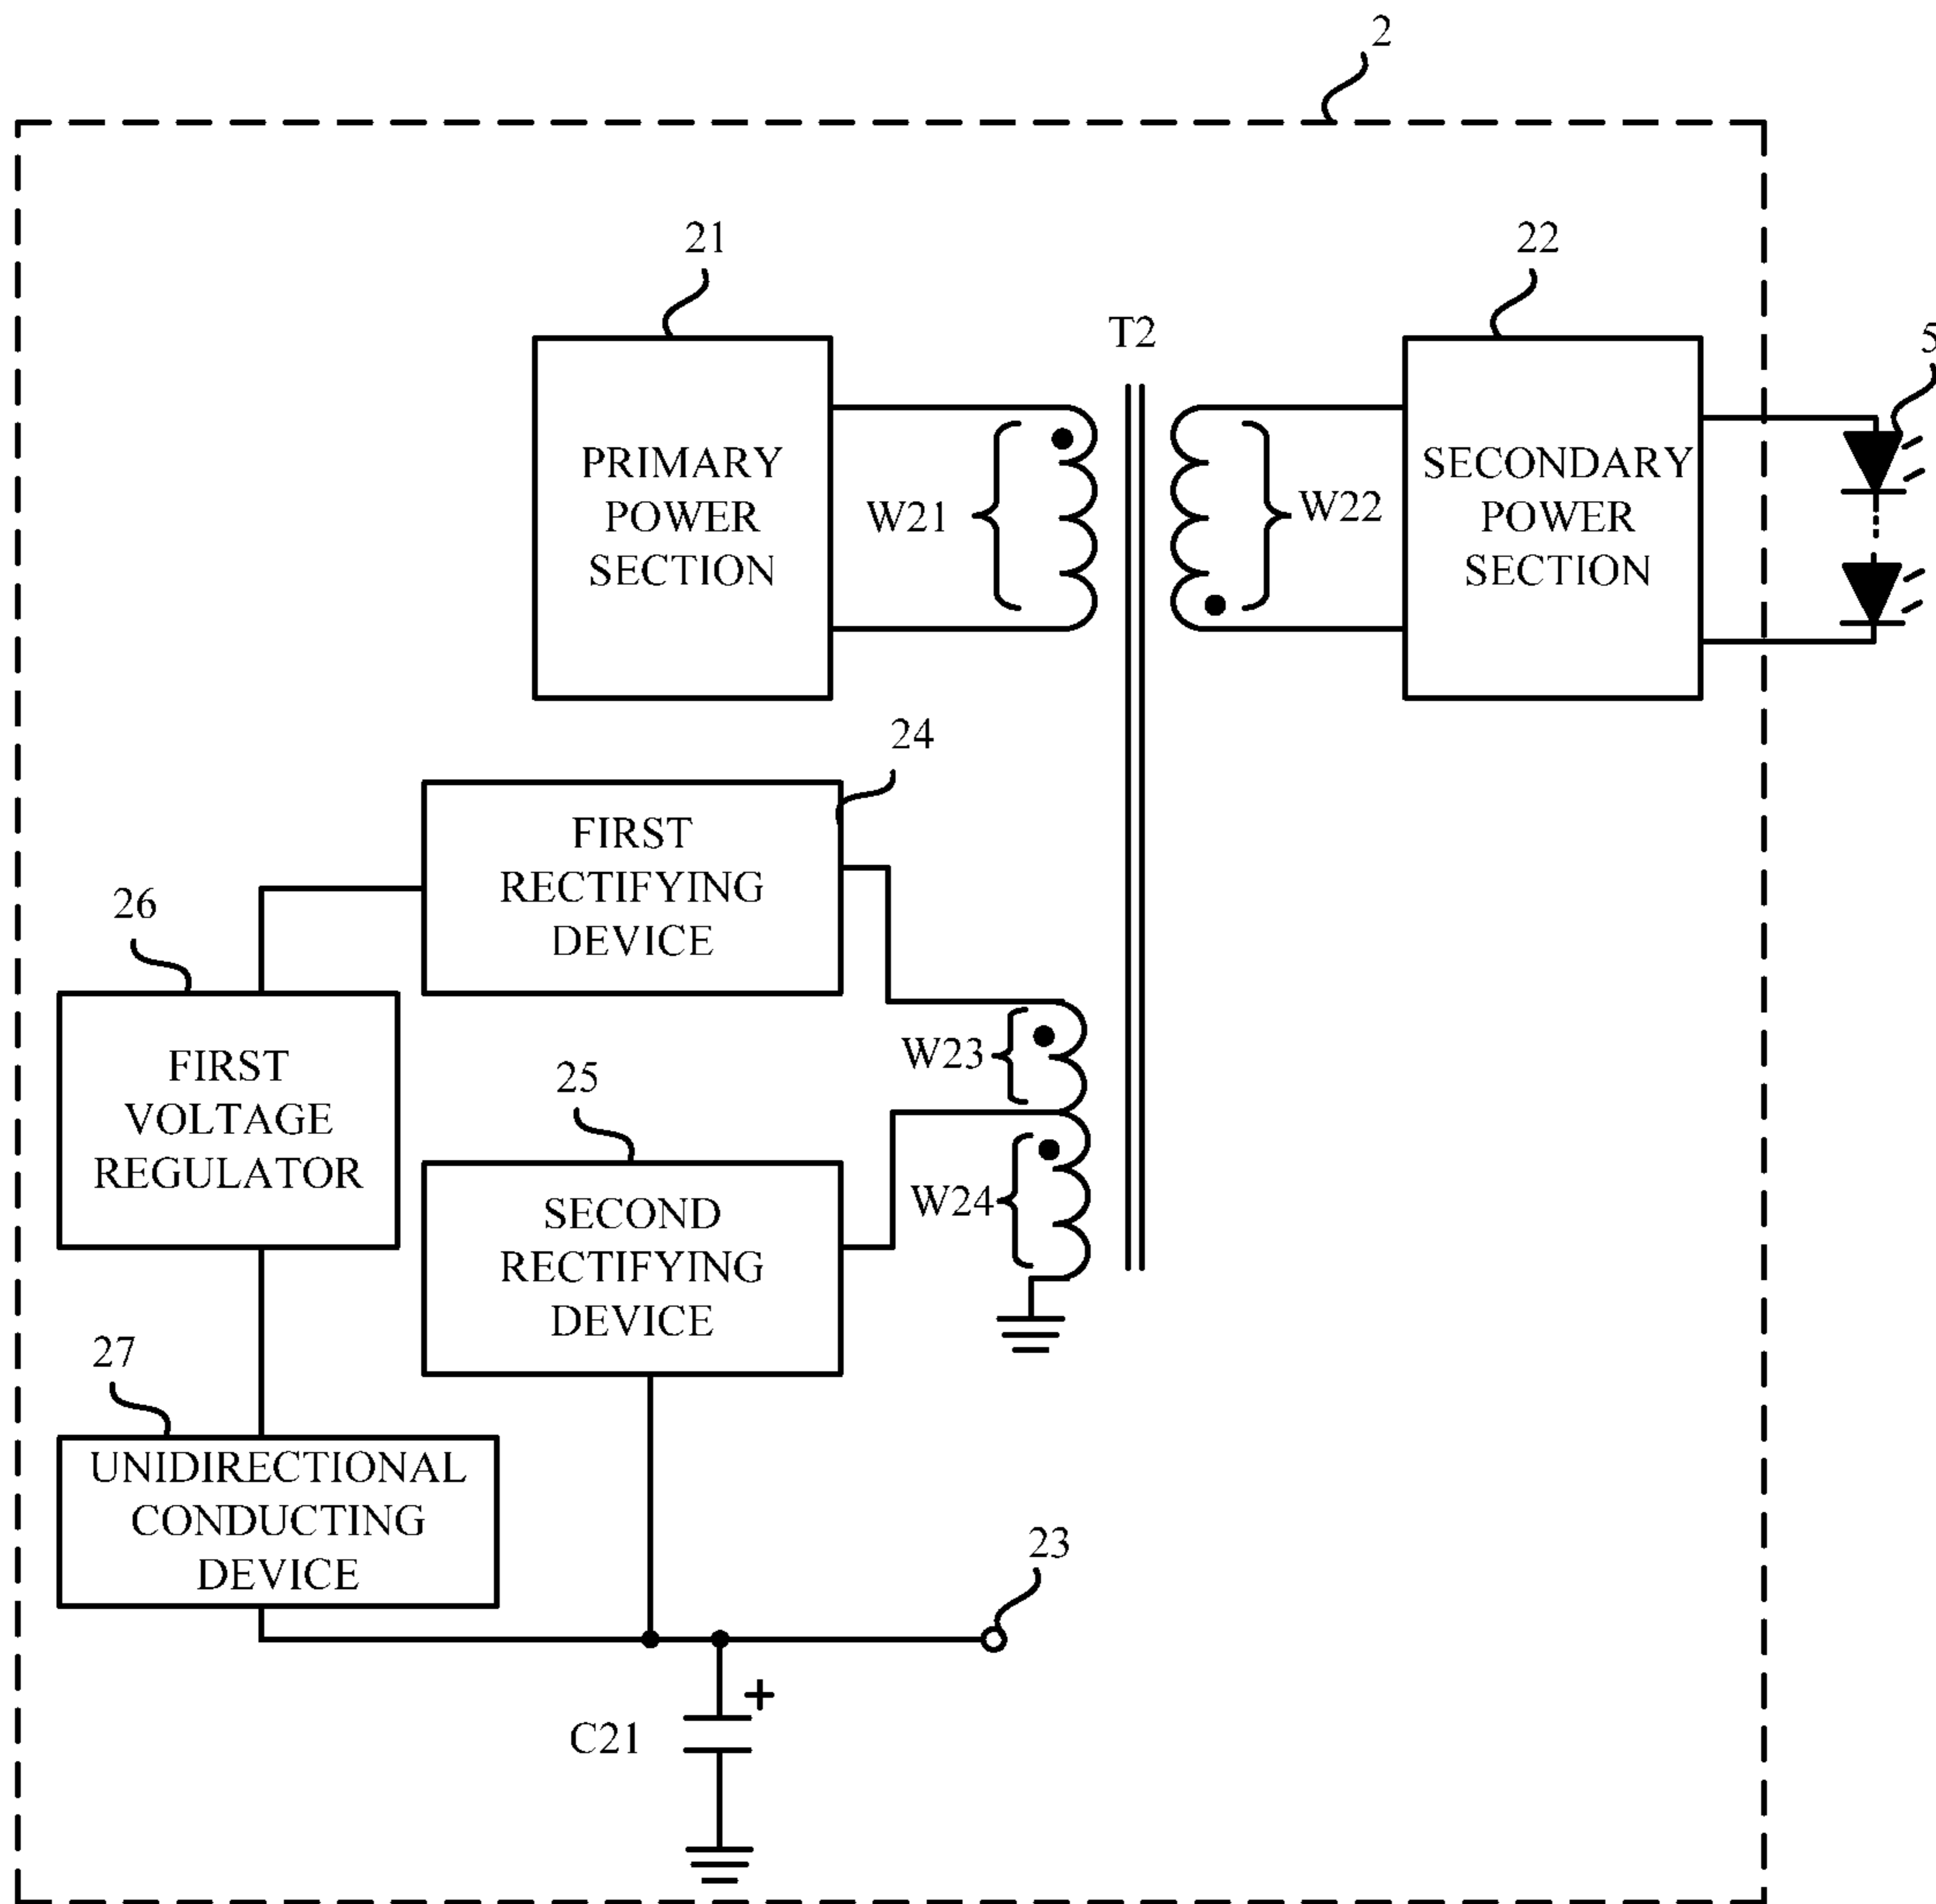 2
21
22
T2
5
PRIMARY
POWER
SECTION
W21
W22
SECONDARY
POWER
SECTION
24
FIRST
RECTIFYING
DEVICE
26
FIRST
VOLTAGE
REGULATOR
W23
25
SECOND
RECTIFYING
DEVICE
W24
27
UNIDIRECTIONAL
CONDUCTING
DEVICE
23
+
C21